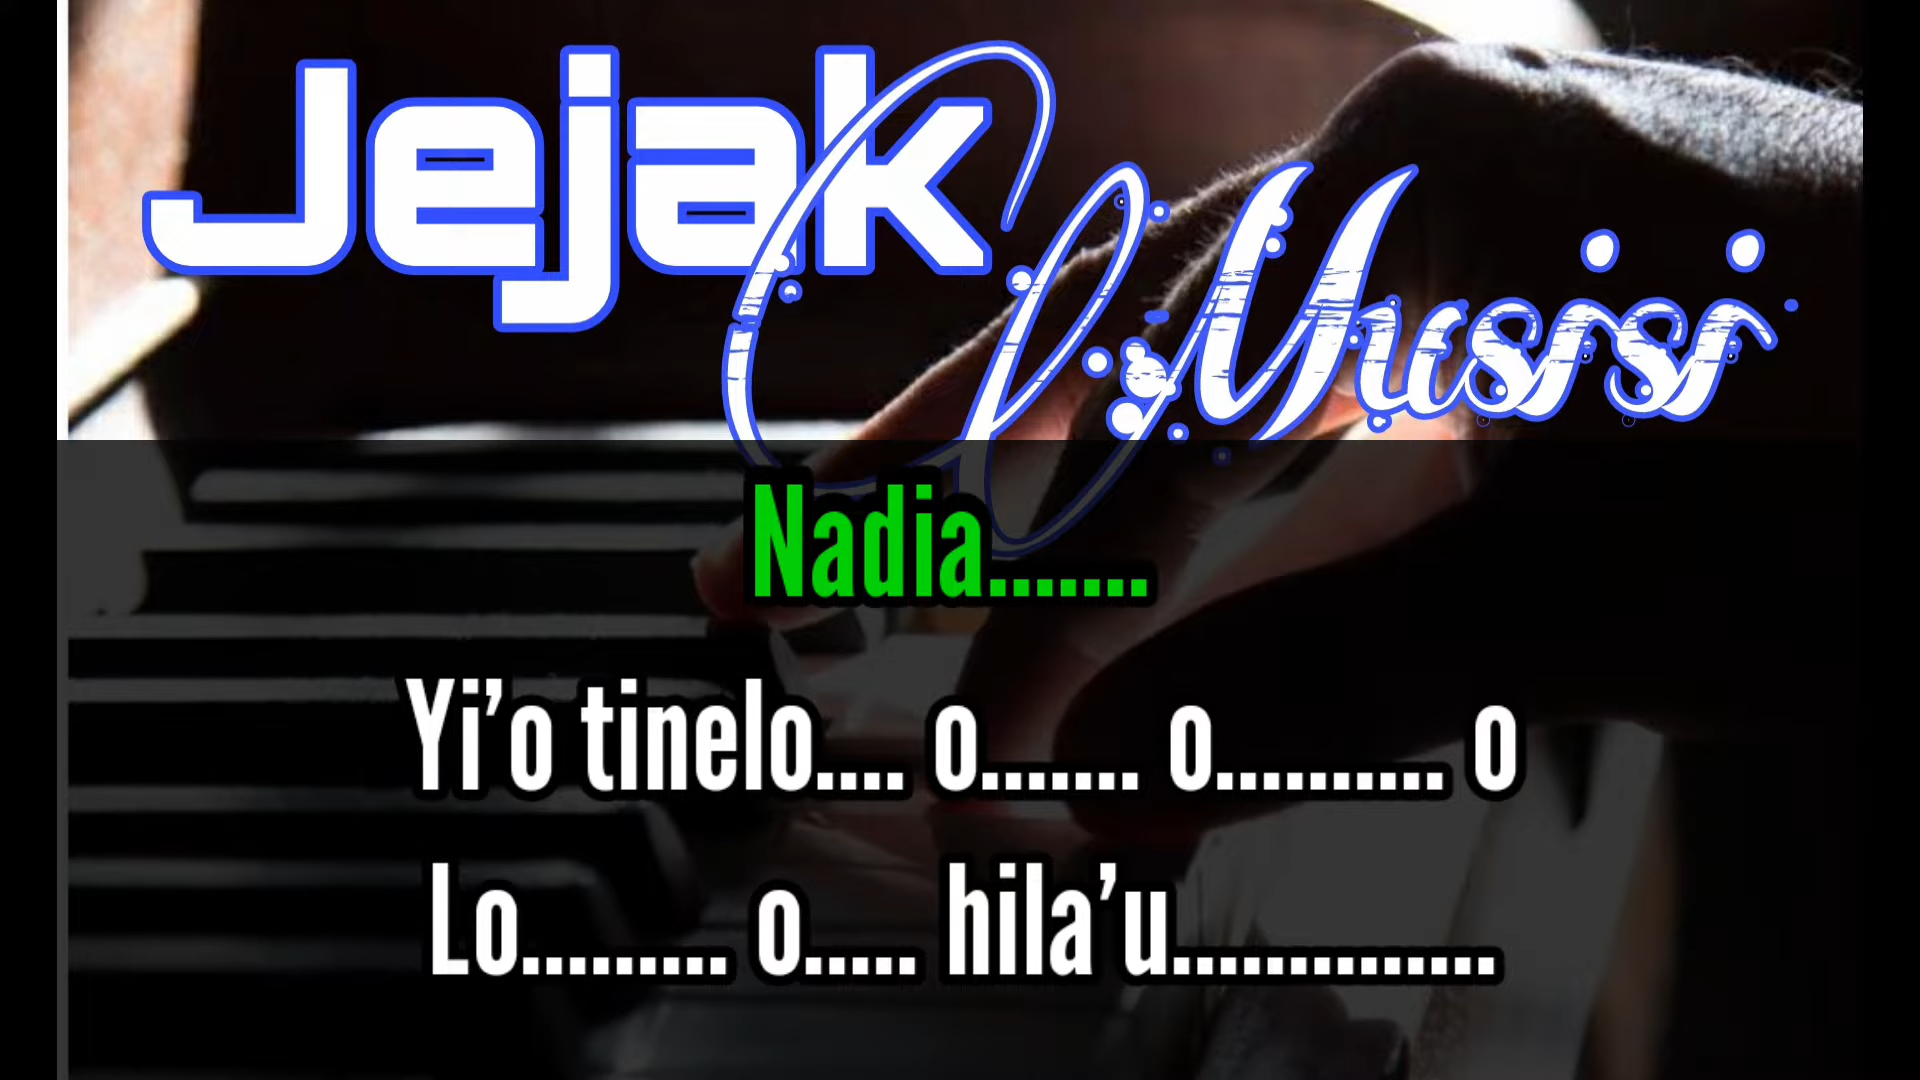 Jejak Musisi
Nadia.......
Yi’o tinelo.... o....... o.......... o
Lo......... o..... hila’u..............